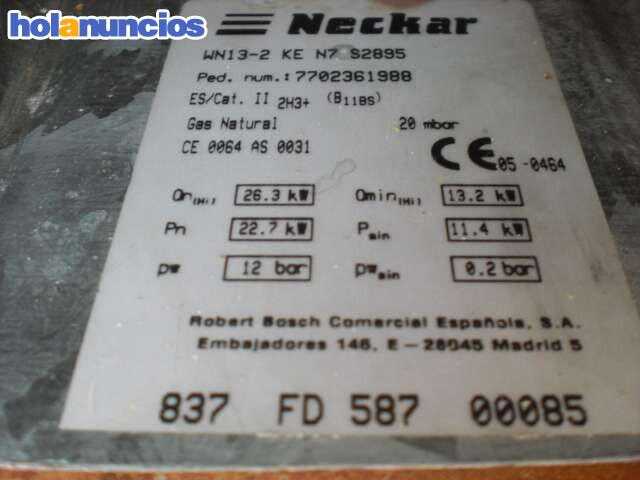 holanuncios
Neckar
WN13-2 KE N7 S2895
Ped. num.:7702361988
ES/Cat. II 2H3+ (B11BS)
Gas Natural 20 mbar
CE 0064 AS 0031
CE 05-0464
Qn(Hi) 26.3 kW Qmin(Hi) 13.2 kW
Pn 22.7 kW Pmin 11.4 kW
pw 12 bar pwmin 0.2 bar
Robert Bosch Comercial Española, S.A.
Embajadores 146, E-28045 Madrid 5
837 FD 587 00085